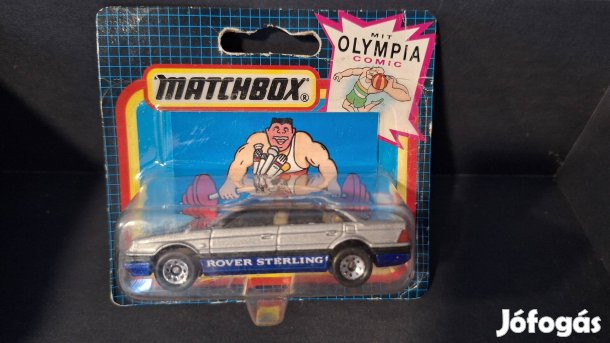 MIT
OLYMPIA
COMIC
MATCHBOX®
ROVER STERLING
Jófogás